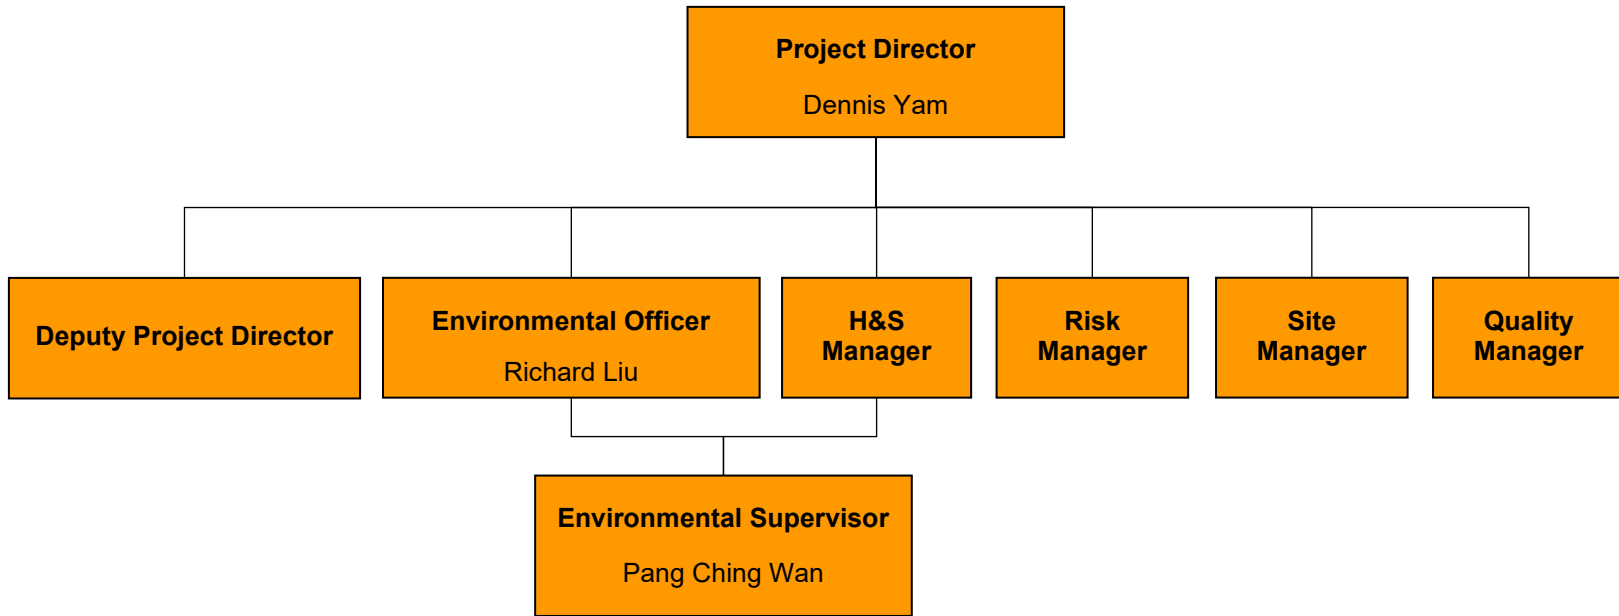 Project Director
Dennis Yam
Deputy Project Director
Environmental Officer
Richard Liu
H&S
Manager
Risk
Manager
Site
Manager
Quality
Manager
Environmental Supervisor
Pang Ching Wan